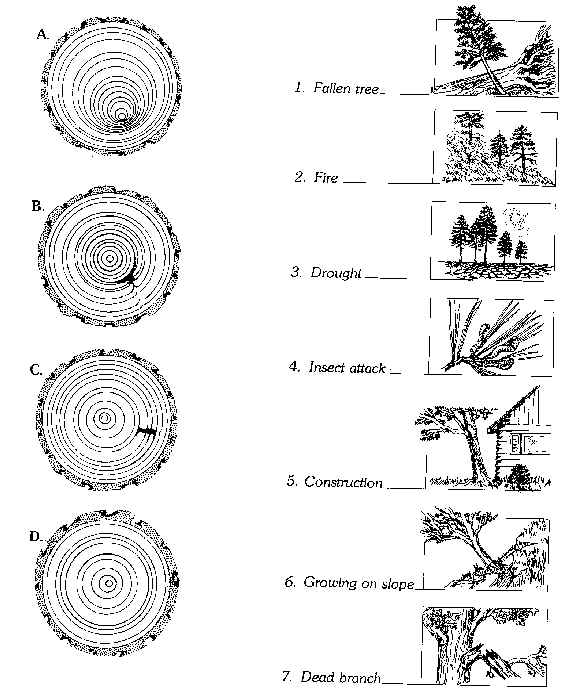 A.
B.
C.
D.
1. Fallen tree
2. Fire
3. Drought
4. Insect attack
5. Construction
6. Growing on slope
7. Dead branch